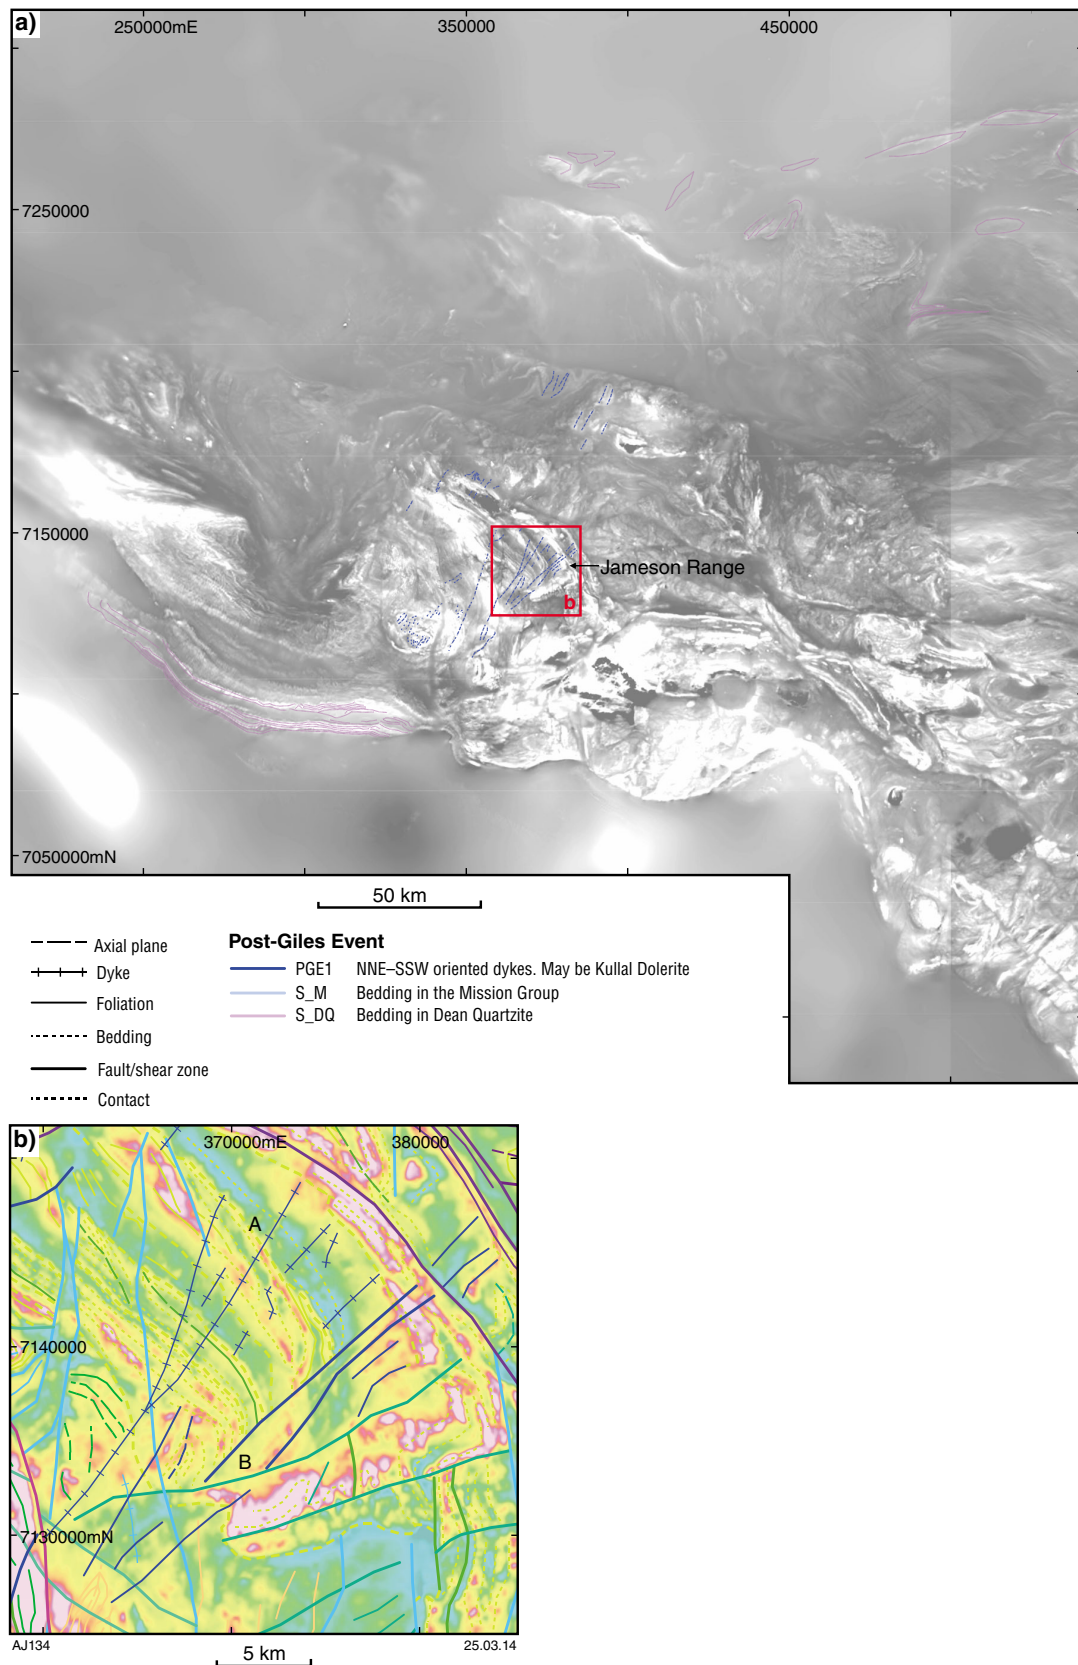 a)
250000mE 350000 450000
7250000
7150000
Jameson Range
b
7050000mN
50 km
Axial plane
Dyke
Foliation
Bedding
Fault/shear zone
Contact
Post-Giles Event
PGE1 NNE–SSW oriented dykes. May be Kullal Dolerite
S_M Bedding in the Mission Group
S_DQ Bedding in Dean Quartzite
b)
370000mE 380000
A
7140000
B
7130000mN
AJ134 25.03.14
5 km